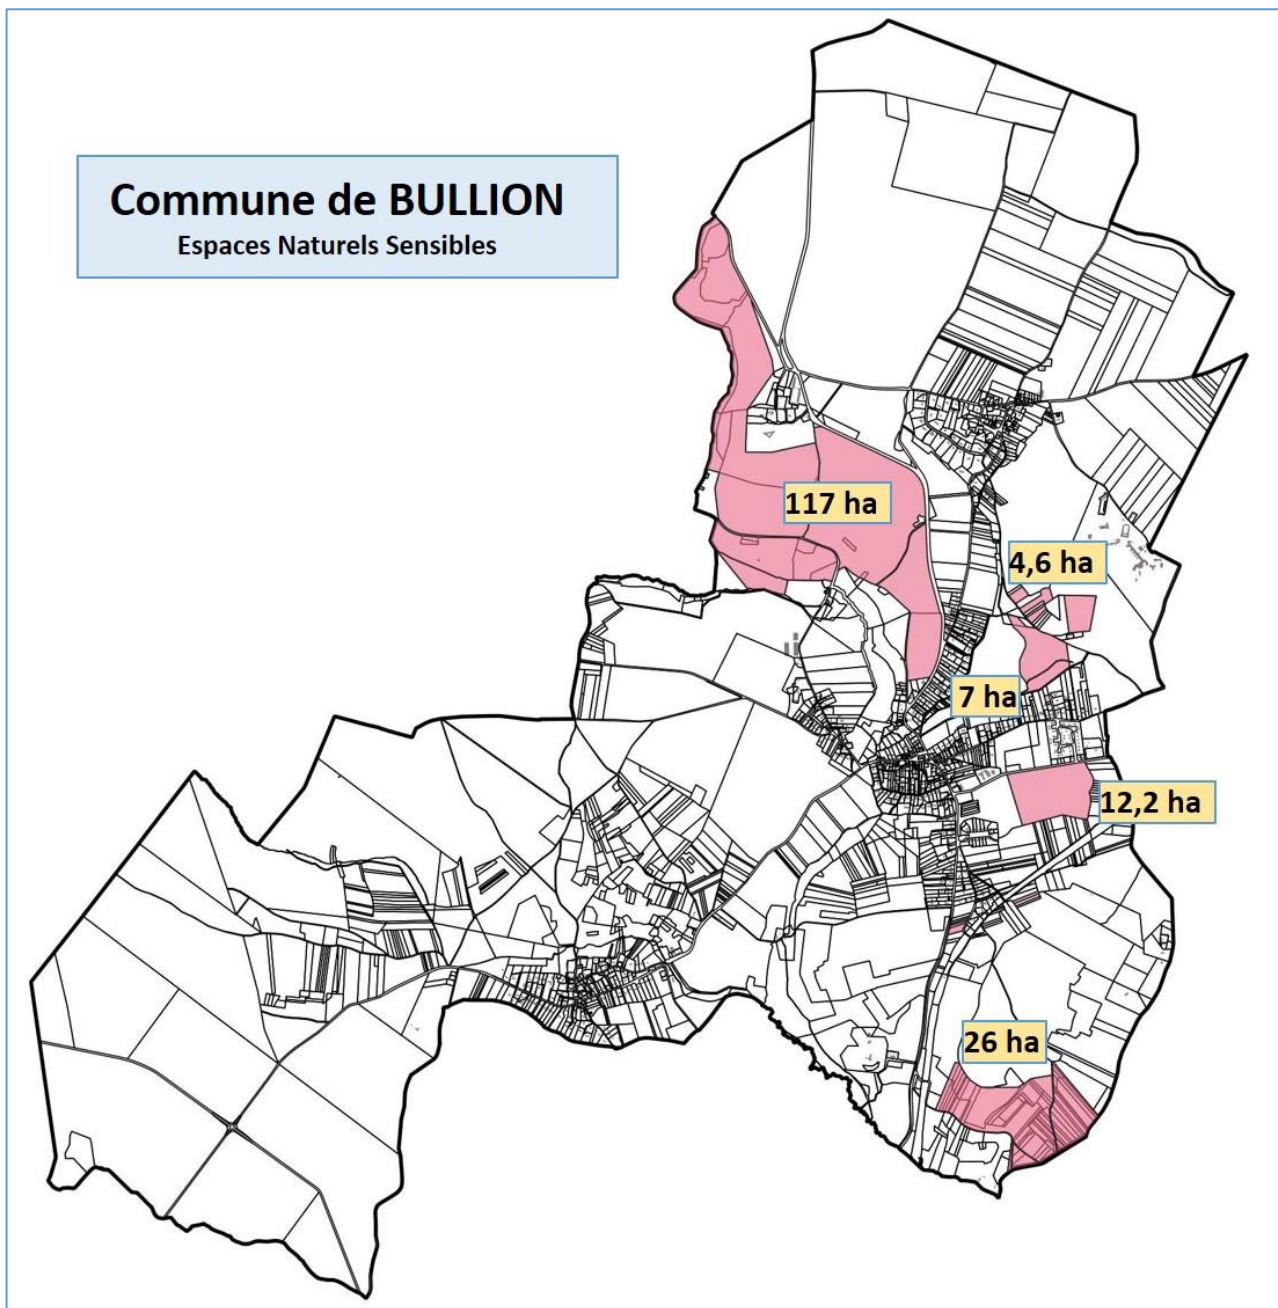 Commune de BULLION
Espaces Naturels Sensibles
117 ha
4,6 ha
7 ha
12,2 ha
26 ha